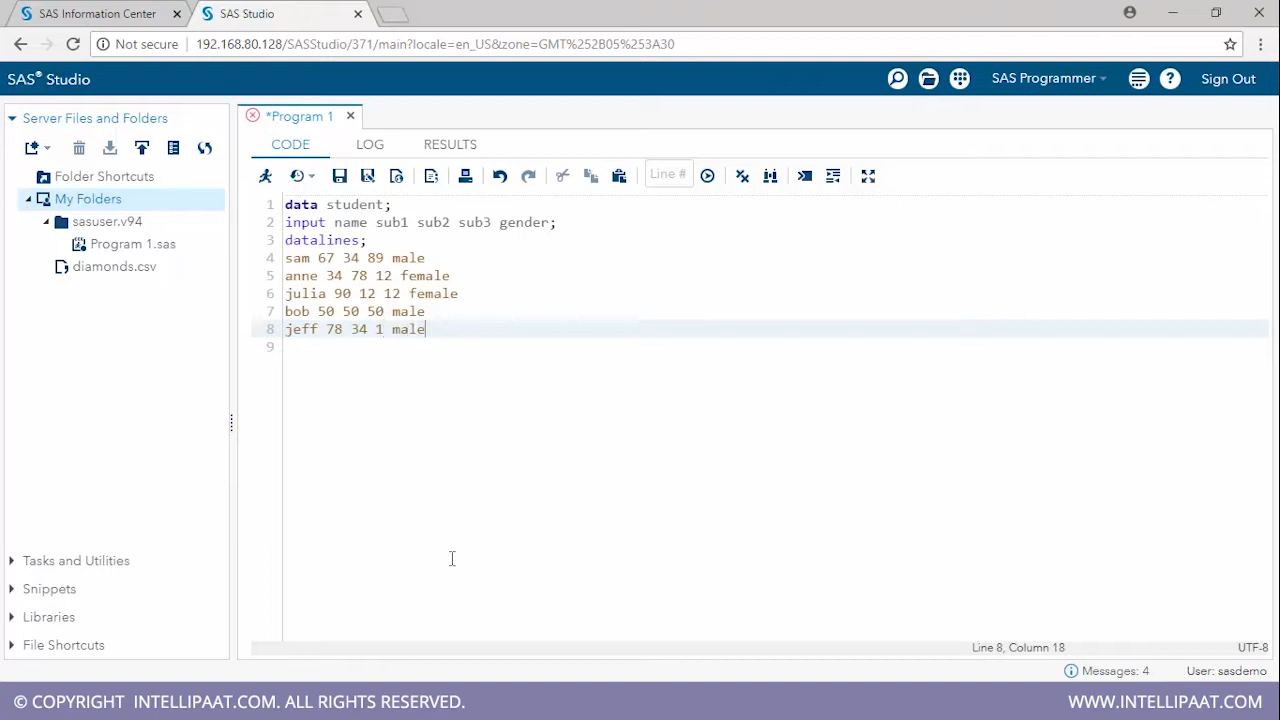 SAS Information Center
SAS Studio
Not secure 192.168.80.128/SASStudio/371/main?locale=en_US&zone=GMT%252B05%253A30
SAS® Studio
SAS Programmer
Sign Out
Server Files and Folders
Folder Shortcuts
My Folders
sasuser.v94
Program 1.sas
diamonds.csv
Tasks and Utilities
Snippets
Libraries
File Shortcuts
*Program 1
CODE LOG RESULTS
Line #
1 data student;
2 input name sub1 sub2 sub3 gender;
3 datalines;
4 sam 67 34 89 male
5 anne 34 78 12 female
6 julia 90 12 12 female
7 bob 50 50 50 male
8 jeff 78 34 1 male
9
Line 8, Column 18
UTF-8
Messages: 4
User: sasdemo
© COPYRIGHT INTELLIPAAT.COM. ALL RIGHTS RESERVED.
WWW.INTELLIPAAT.COM